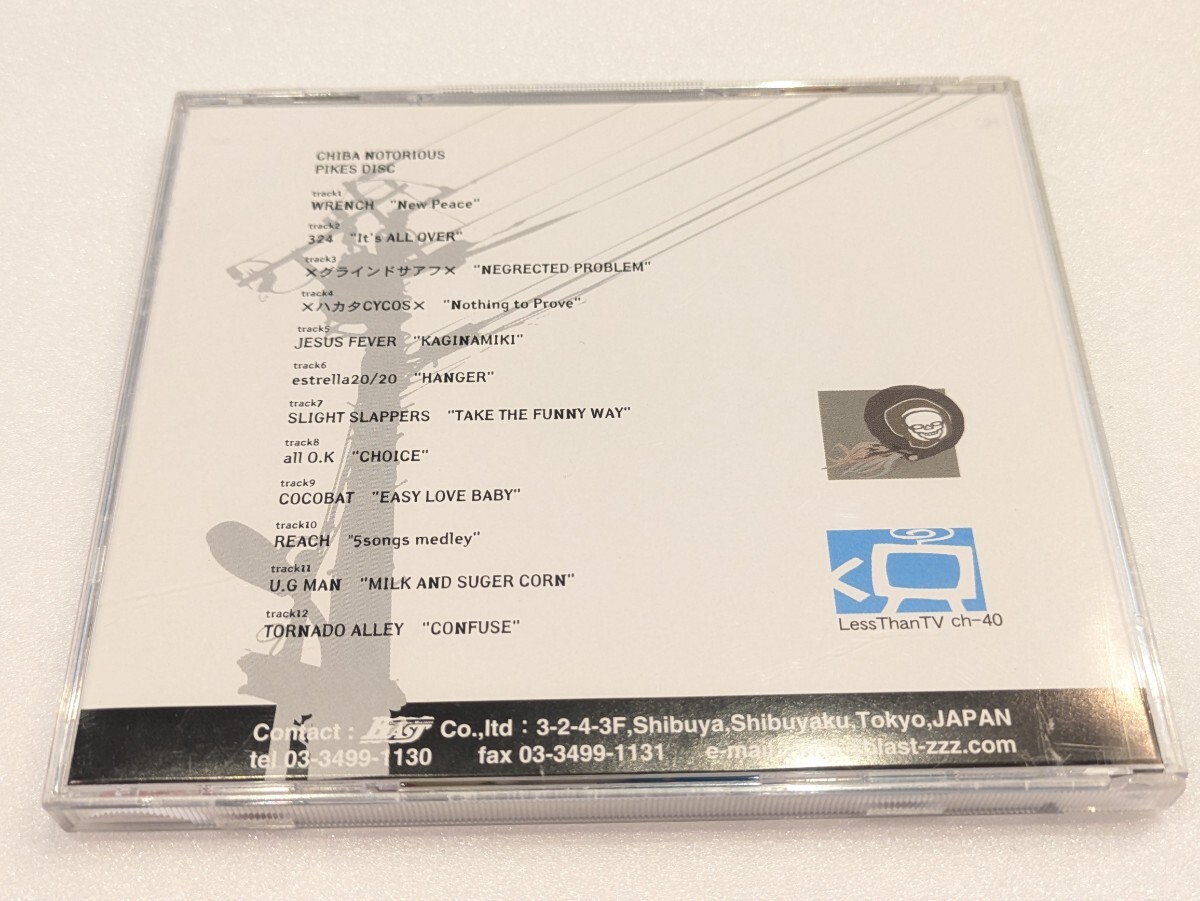 CHIBA NOTORIOUS
PIKES DISC
track1
WRENCH "New Peace"
track2
324 "It's ALL OVER"
track3
×グラインドサアフ× "NEGRECTED PROBLEM"
track4
×ハカタCYCOS× "Nothing to Prove"
track5
JESUS FEVER "KAGINAMIKI"
track6
estrella20/20 "HANGER"
track7
SLIGHT SLAPPERS "TAKE THE FUNNY WAY"
track8
all O.K "CHOICE"
track9
COCOBAT "EASY LOVE BABY"
track10
REACH "5songs medley"
track11
U.G MAN "MILK AND SUGER CORN"
track12
TORNADO ALLEY "CONFUSE"
LessThanTV ch-40
Contact : BLAST Co.,ltd : 3-2-4-3F,Shibuya,Shibuyaku,Tokyo,JAPAN
tel 03-3499-1130 fax 03-3499-1131 e-mail blast-zzz.com